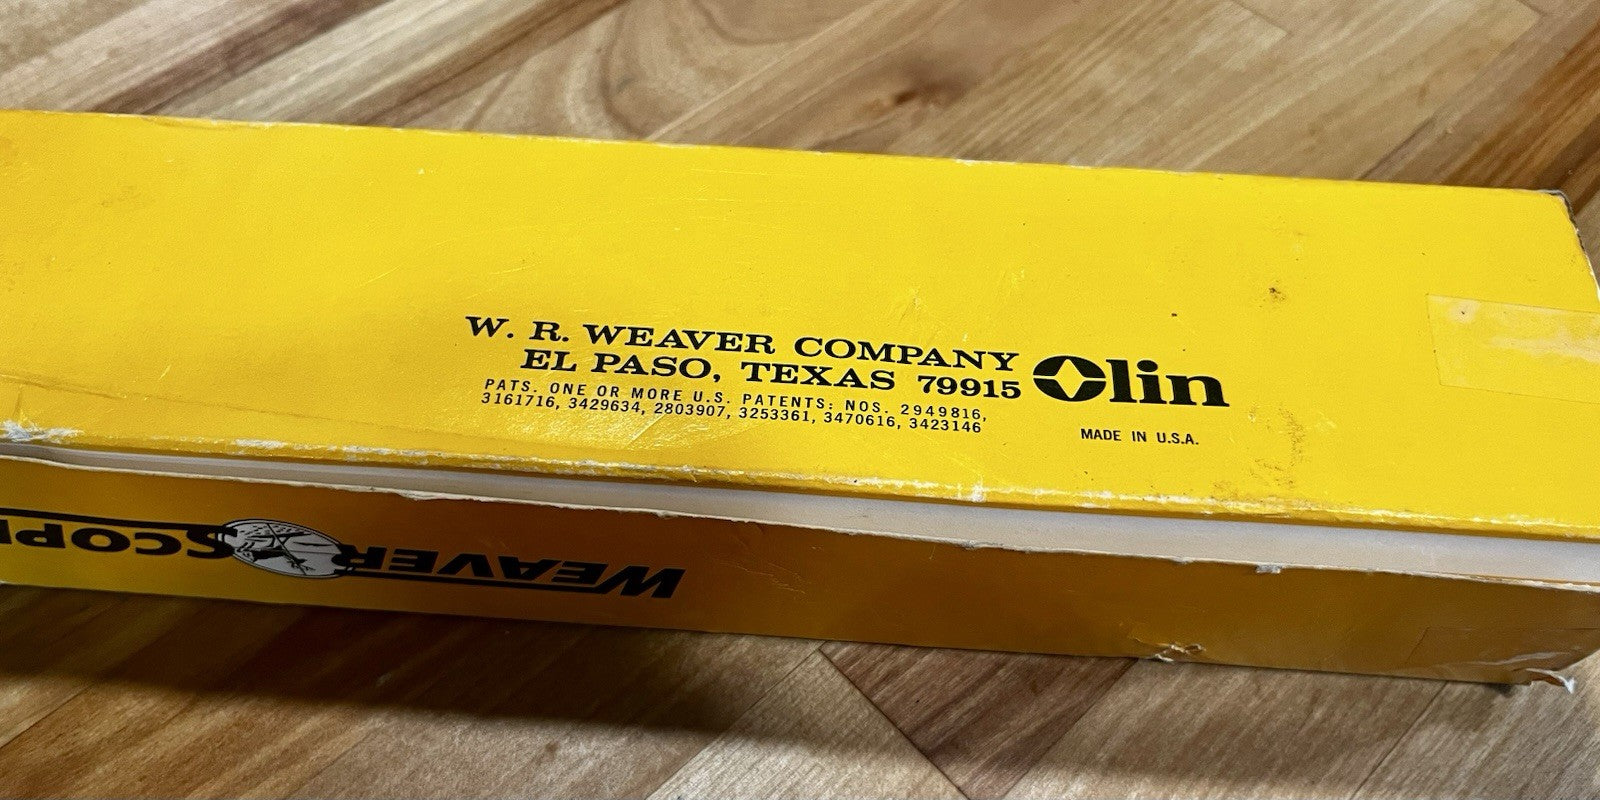 W. R. WEAVER COMPANY
EL PASO, TEXAS 79915
Olin
PATS. ONE OR MORE U.S. PATENTS; NOS. 2949816,
3161716, 3429634, 2803907, 3253361, 3470616, 3423146
MADE IN U.S.A.
WEAVER